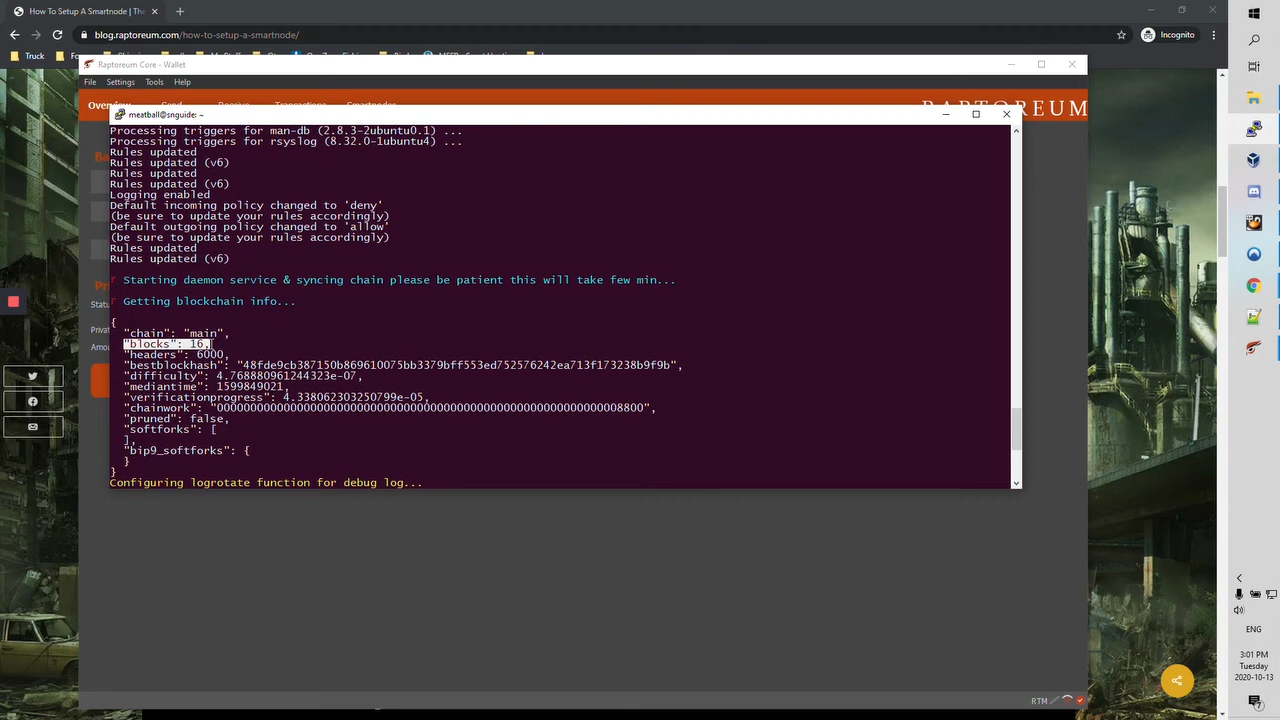 How To Setup A Smartnode | Th
blog.raptoreum.com/how-to-setup-a-smartnode/
Incognito
Truck
Raptoreum Core - Wallet
File Settings Tools Help
Overview
RAPTOREUM
meatball@snguide: ~
Processing triggers for man-db (2.8.3-2ubuntu0.1) ...
Processing triggers for rsyslog (8.32.0-1ubuntu4) ...
Rules updated
Rules updated (v6)
Rules updated
Rules updated (v6)
Logging enabled
Default incoming policy changed to 'deny'
(be sure to update your rules accordingly)
Default outgoing policy changed to 'allow'
(be sure to update your rules accordingly)
Rules updated
Rules updated (v6)
r Starting daemon service & syncing chain please be patient this will take few min...
r Getting blockchain info...
{
"chain": "main",
"blocks": 16,
"headers": 6000,
"bestblockhash": "48fde9cb387150b869610075bb3379bff553ed752576242ea713f173238b9f9b",
"difficulty": 4.768880961244323e-07,
"mediantime": 1599849021,
"verificationprogress": 4.338062303250799e-05,
"chainwork": "0000000000000000000000000000000000000000000000000000000000008800",
"pruned": false,
"softforks": [
],
"bip9_softforks": {
}
}
Configuring logrotate function for debug log...
RTM
ENG
3:01 PM
Tuesday
2020-10-13
7